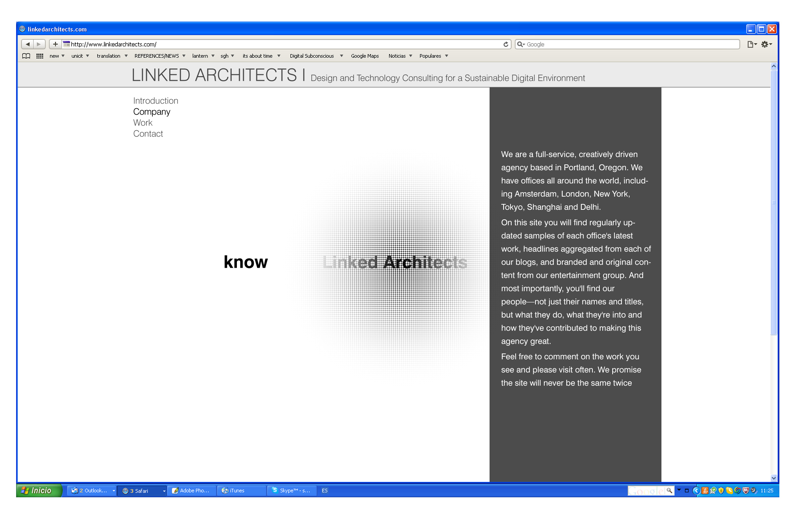 linkedarchitects.com
http://www.linkedarchitects.com/
Google
new unicit translation REFERENCES/NEWS lantern sgh its about time Digital Subconscious Google Maps Noticias Populares
LINKED ARCHITECTS | Design and Technology Consulting for a Sustainable Digital Environment
Introduction
Company
Work
Contact
know
Linked Architects
We are a full-service, creatively driven
agency based in Portland, Oregon. We
have offices all around the world, includ-
ing Amsterdam, London, New York,
Tokyo, Shanghai and Delhi.
On this site you will find regularly up-
dated samples of each office's latest
work, headlines aggregated from each of
our blogs, and branded and original con-
tent from our entertainment group. And
most importantly, you'll find our
people—not just their names and titles,
but what they do, what they're into and
how they've contributed to making this
agency great.
Feel free to comment on the work you
see and please visit often. We promise
the site will never be the same twice
Inicio 2 Outlook... 3 Safari Adobe Pho... iTunes Skype™ - s... ES 11:25